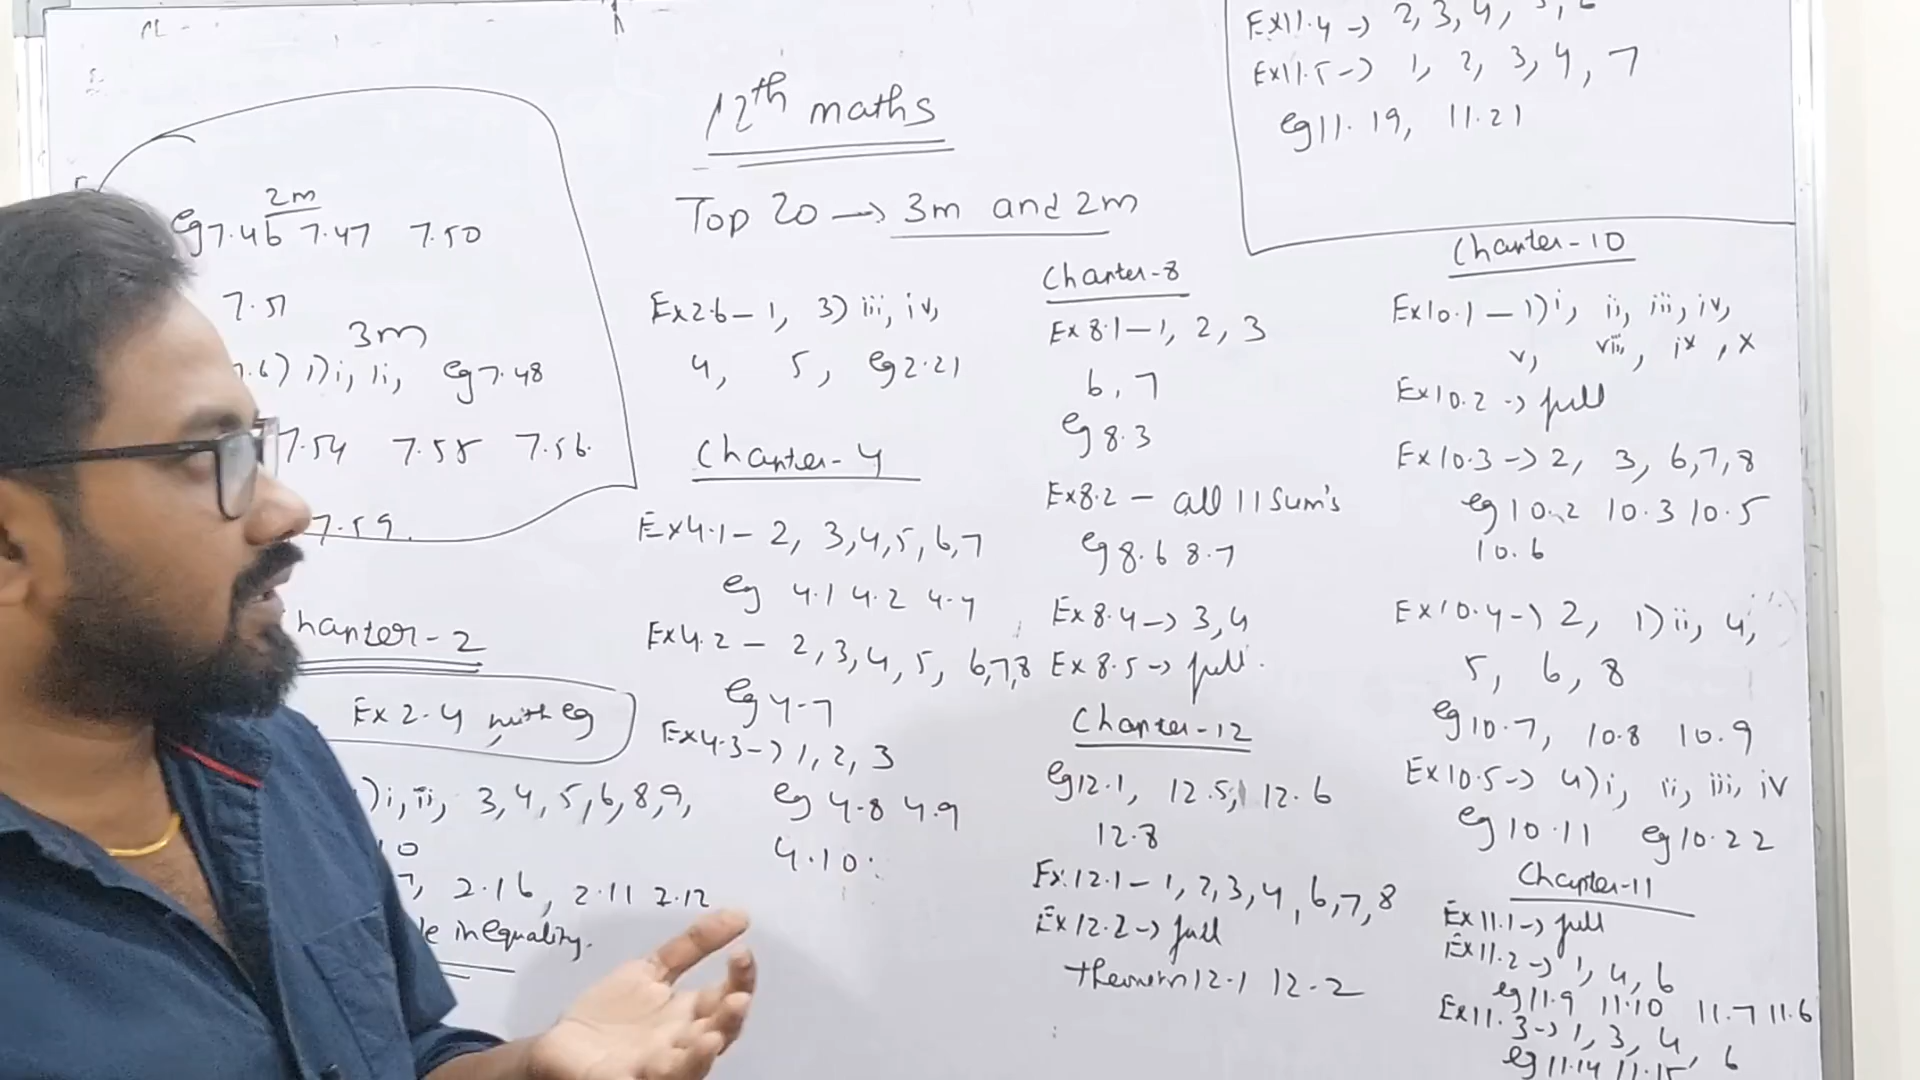 12th maths
Top 20 → 3m and 2m
2m
eg 7.46 7.47 7.50
7.51
3m
1)i, ii, eg 7.48
7.54 7.58 7.56.
7.59.
Chapter-2
Ex 2.4 with eg
)i, ii, 3, 4, 5, 6, 8, 9,
2.16, 2.11 2.12
inequality.
Ex 2.6 – 1, 3) iii, iv,
4, 5, eg 2.21
Chapter-4
Ex 4.1 – 2, 3, 4, 5, 6, 7
eg 4.1 4.2 4.4
Ex 4.2 – 2, 3, 4, 5, 6, 7, 8
eg 4.7
Ex 4.3 → 1, 2, 3
eg 4.8 4.9
4.10
Chapter-8
Ex 8.1 – 1, 2, 3
6, 7
eg 8.3
Ex 8.2 – all 11 sum's
eg 8.6 8.7
Ex 8.4 → 3, 4
Ex 8.5 → full.
Chapter-12
eg 12.1, 12.5, 12.6
12.8
Ex 12.1 – 1, 2, 3, 4, 6, 7, 8
Ex 12.2 → full
theorem 12.1 12.2
Ex 11.4 → 2, 3, 4,
Ex 11.5 → 1, 2, 3, 4, 7
eg 11.19, 11.21
Chapter-10
Ex 10.1 – 1) i, ii, iii, iv,
v, viii, ix, x
Ex 10.2 → full
Ex 10.3 → 2, 3, 6, 7, 8
eg 10.2 10.3 10.5
10.6
Ex 10.4 → 2, 1) ii, 4,
5, 6, 8
eg 10.7, 10.8 10.9
Ex 10.5 → 4) i, ii, iii, iv
eg 10.11 eg 10.22
Chapter-11
Ex 11.1 → full
Ex 11.2 → 1, 4, 6
eg 11.9 11.10 11.7 11.6
Ex 11.3 → 1, 3, 4, 6
eg 11.14 11.15